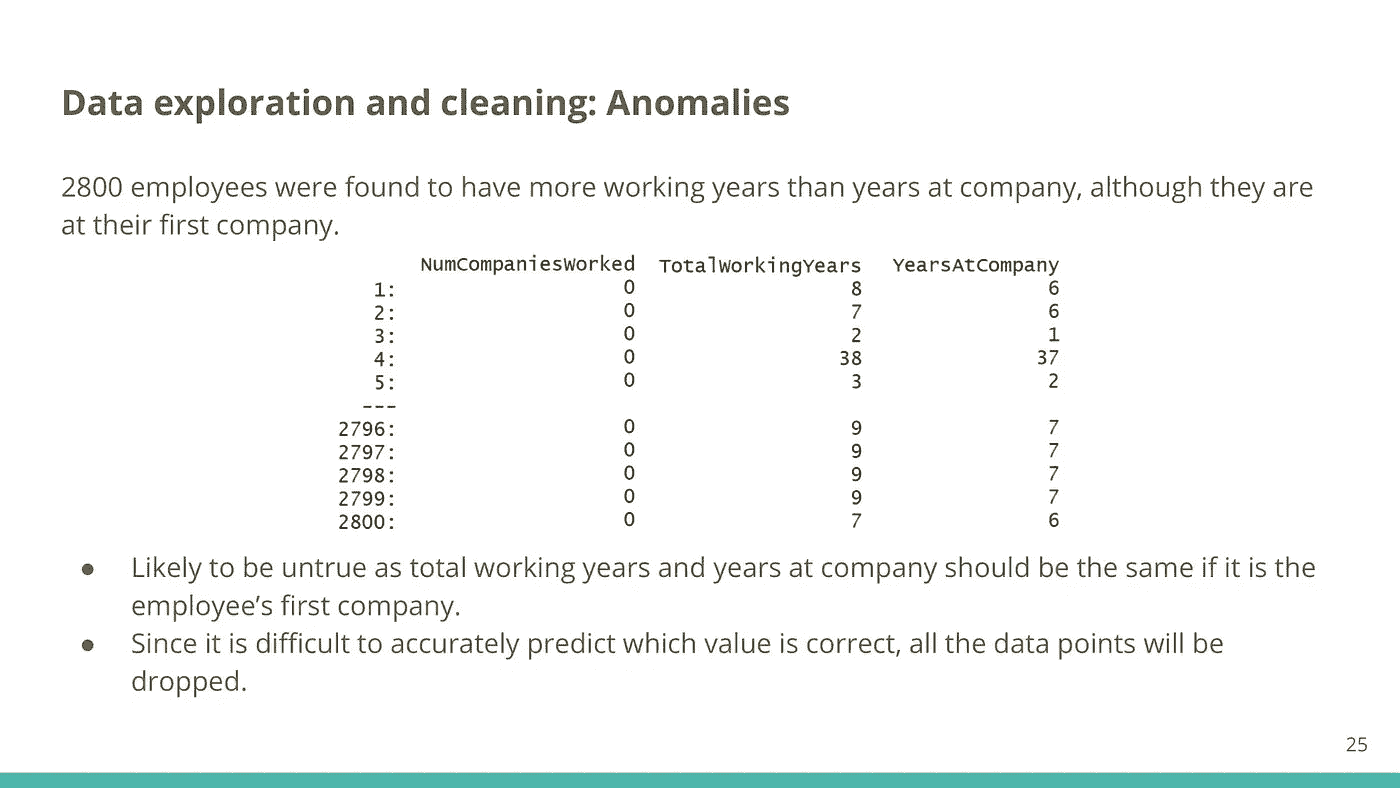 Data exploration and cleaning: Anomalies
2800 employees were found to have more working years than years at company, although they are
at their first company.
NumCompaniesWorked TotalWorkingYears YearsAtCompany
1: 0 8 6
2: 0 7 6
3: 0 2 1
4: 0 38 37
5: 0 3 2
---
2796: 0 9 7
2797: 0 9 7
2798: 0 9 7
2799: 0 9 7
2800: 0 7 6
● Likely to be untrue as total working years and years at company should be the same if it is the
employee’s first company.
● Since it is difficult to accurately predict which value is correct, all the data points will be
dropped.
25